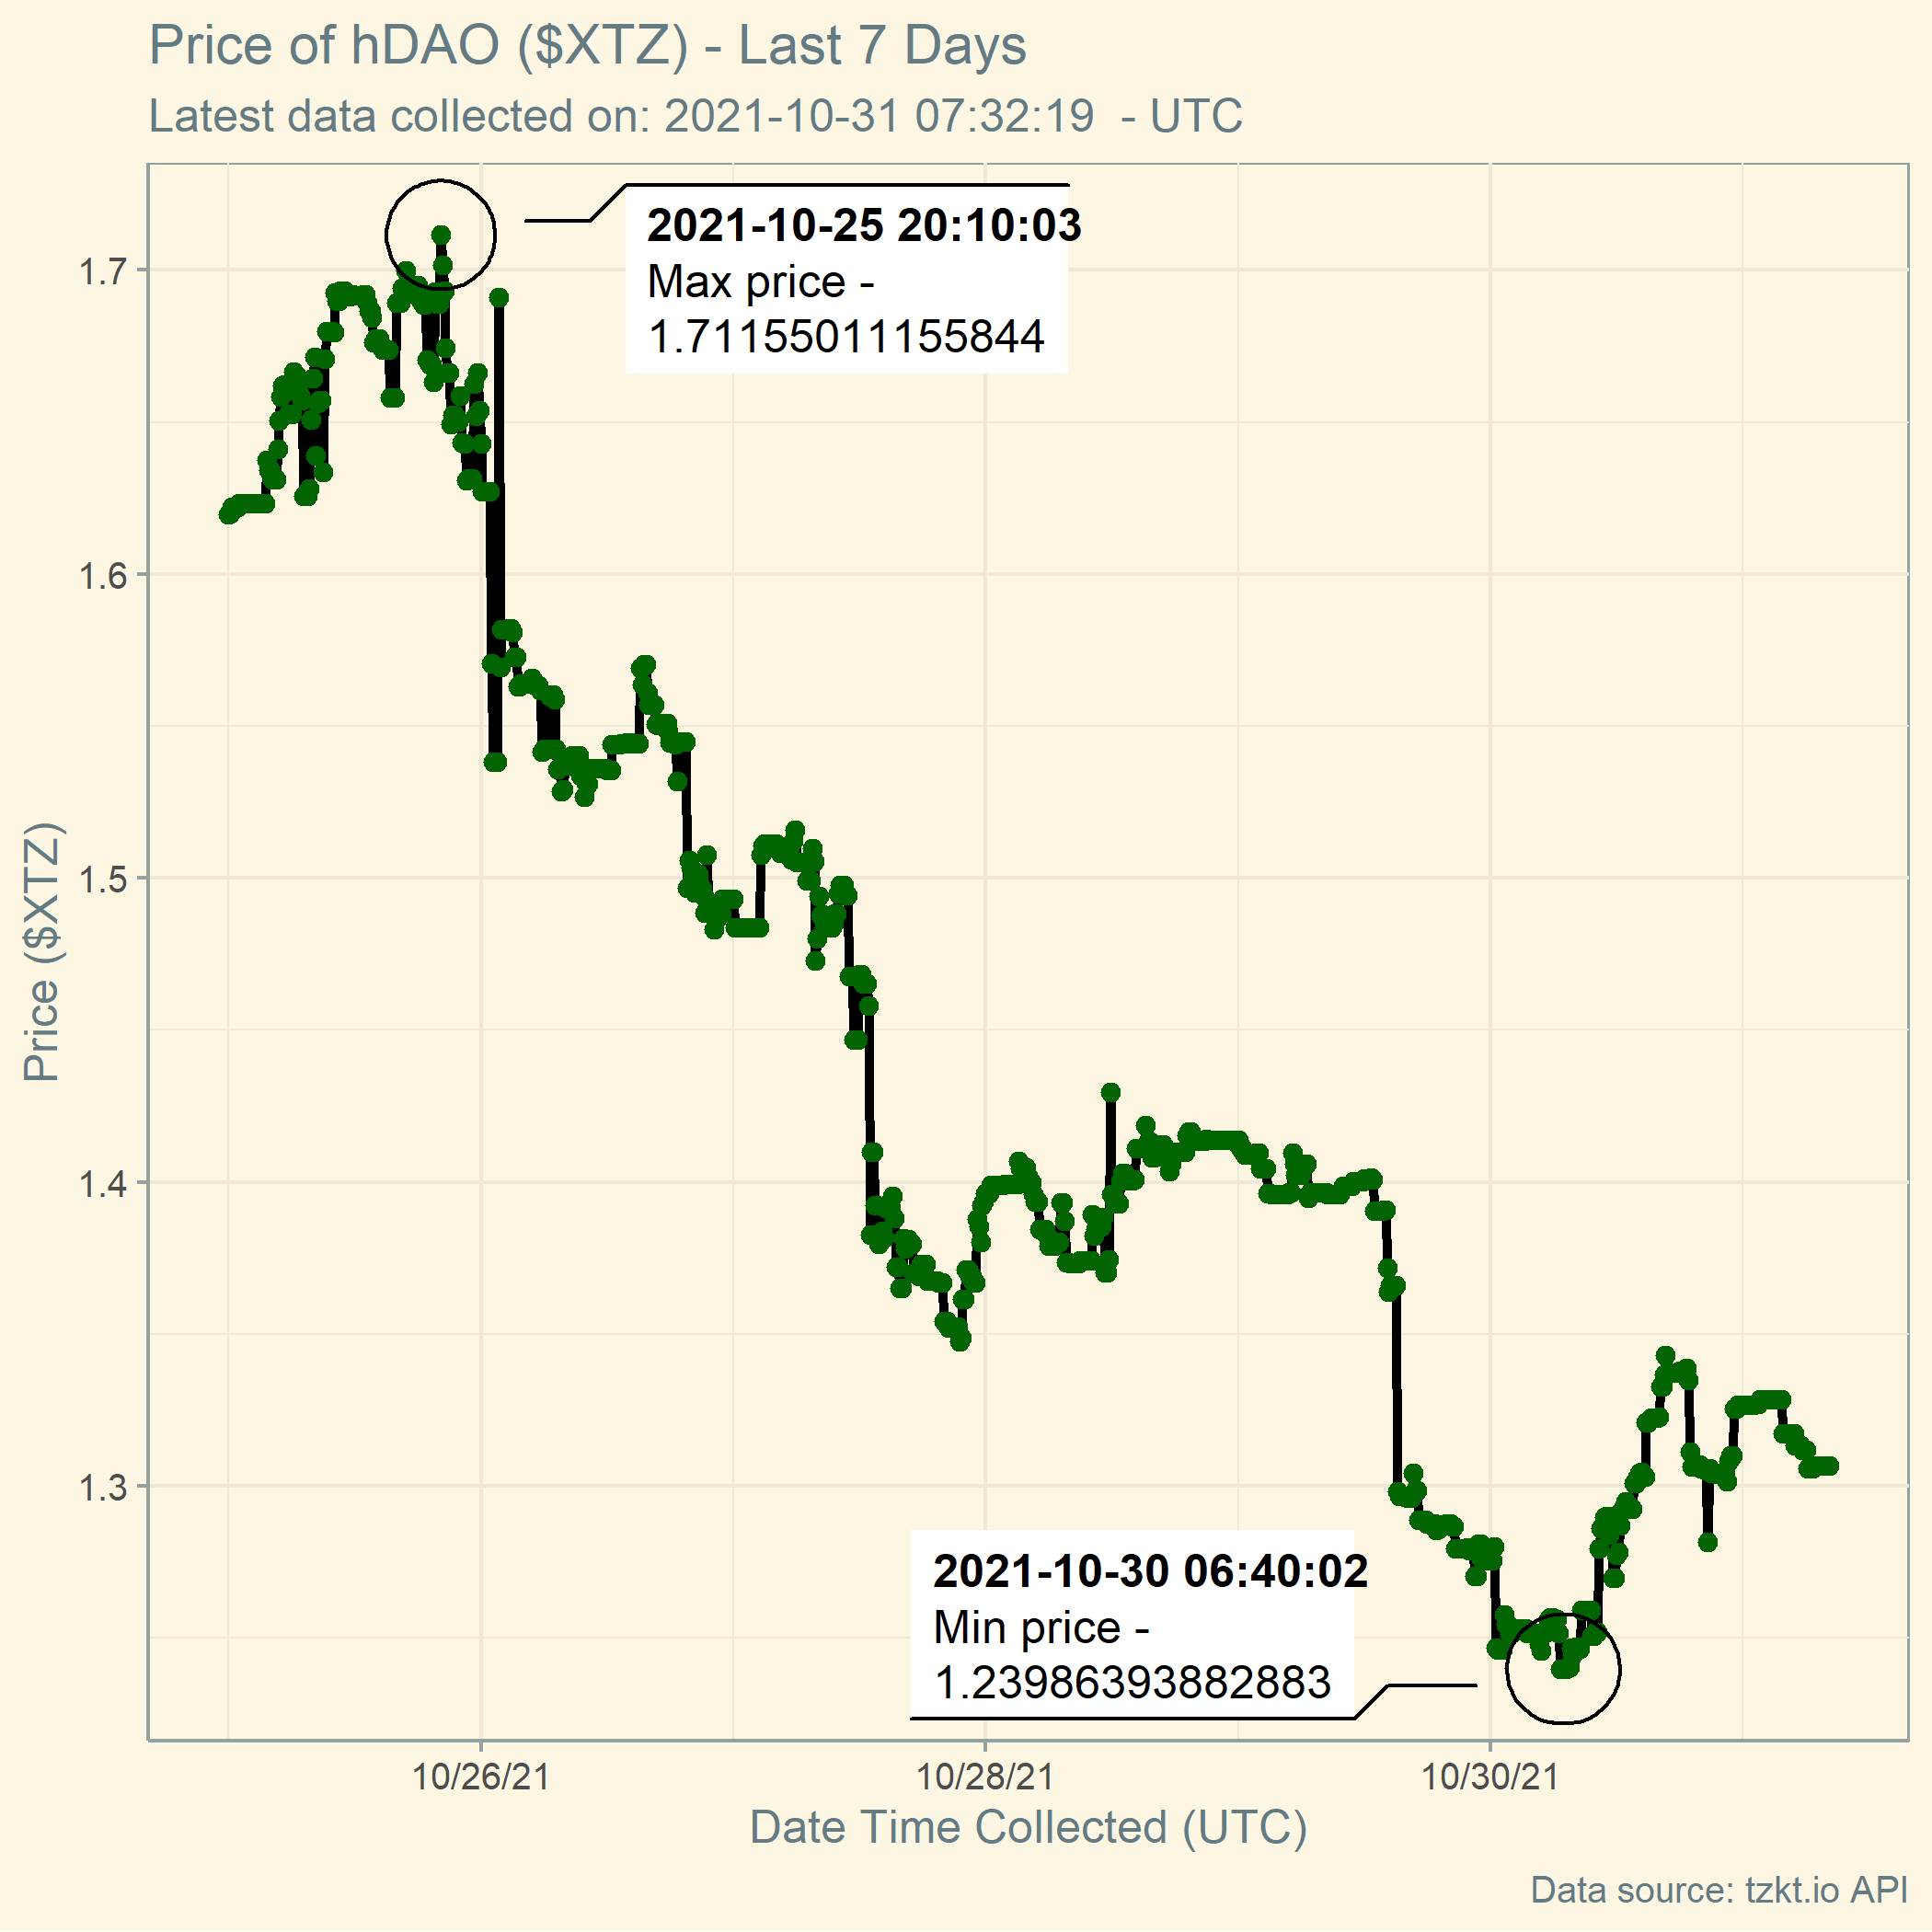 Price of hDAO ($XTZ) - Last 7 Days
Latest data collected on: 2021-10-31 07:32:19  - UTC
2021-10-25 20:10:03
Max price -
1.71155011155844
1.7
1.6
1.5
1.4
1.3
Price ($XTZ)
2021-10-30 06:40:02
Min price -
1.23986393882883
10/26/21
10/28/21
10/30/21
Date Time Collected (UTC)
Data source: tzkt.io API